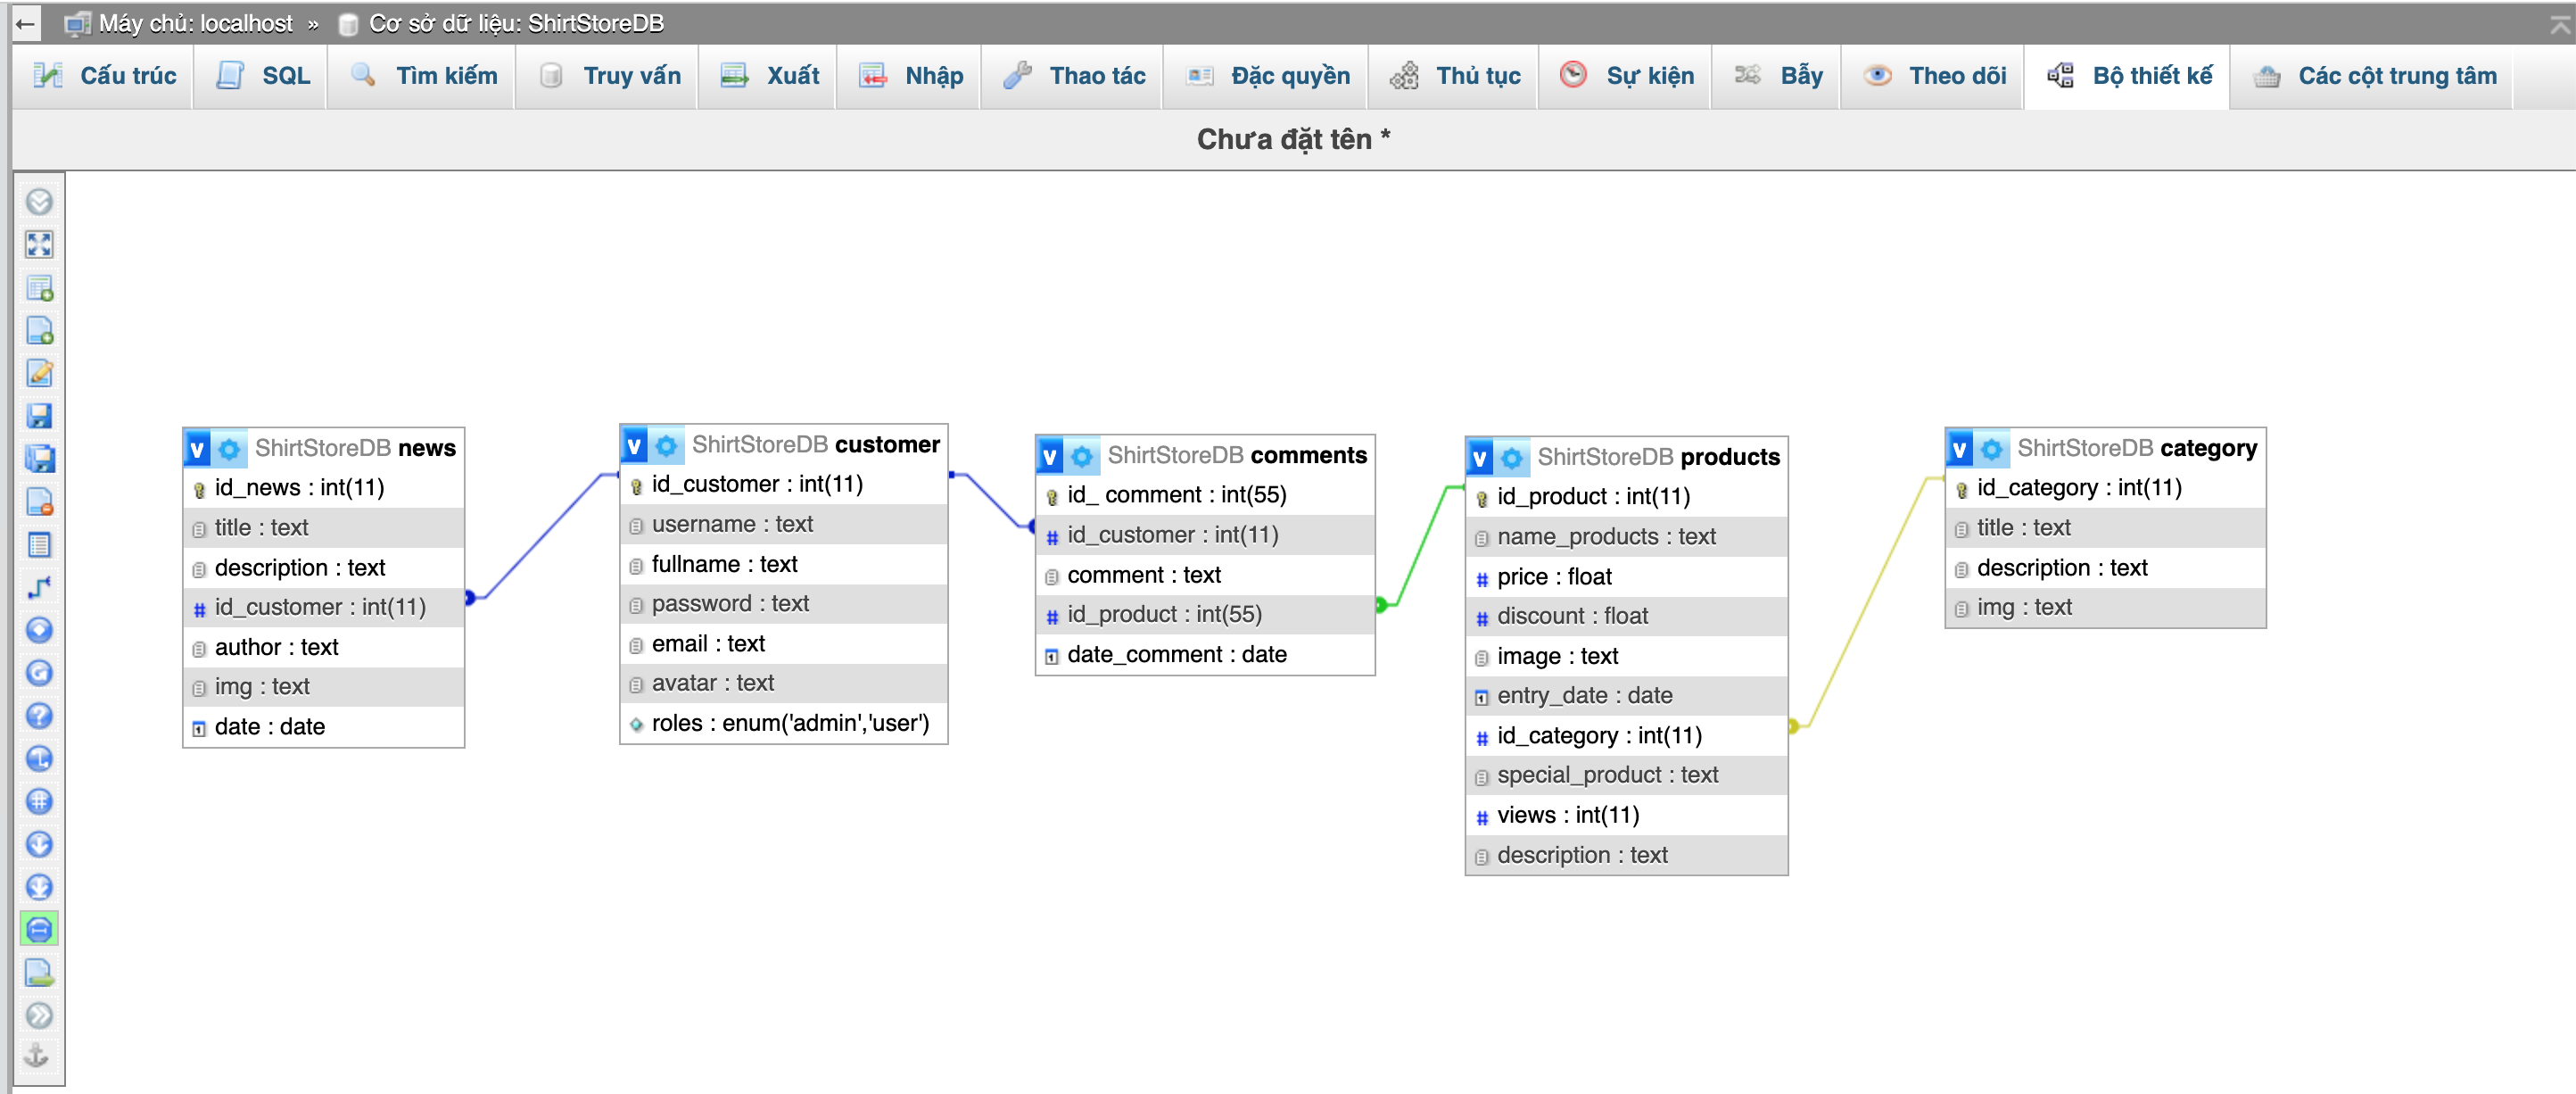 Máy chủ: localhost » Cơ sở dữ liệu: ShirtStoreDB
Cấu trúc SQL Tìm kiếm Truy vấn Xuất Nhập Thao tác Đặc quyền Thủ tục Sự kiện Bẫy Theo dõi Bộ thiết kế Các cột trung tâm
Chưa đặt tên *
v ShirtStoreDB news
id_news : int(11)
title : text
description : text
# id_customer : int(11)
author : text
img : text
date : date
v ShirtStoreDB customer
id_customer : int(11)
username : text
fullname : text
password : text
email : text
avatar : text
roles : enum('admin','user')
v ShirtStoreDB comments
id_ comment : int(55)
# id_customer : int(11)
comment : text
# id_product : int(55)
date_comment : date
v ShirtStoreDB products
id_product : int(11)
name_products : text
# price : float
# discount : float
image : text
entry_date : date
# id_category : int(11)
special_product : text
# views : int(11)
description : text
v ShirtStoreDB category
id_category : int(11)
title : text
description : text
img : text